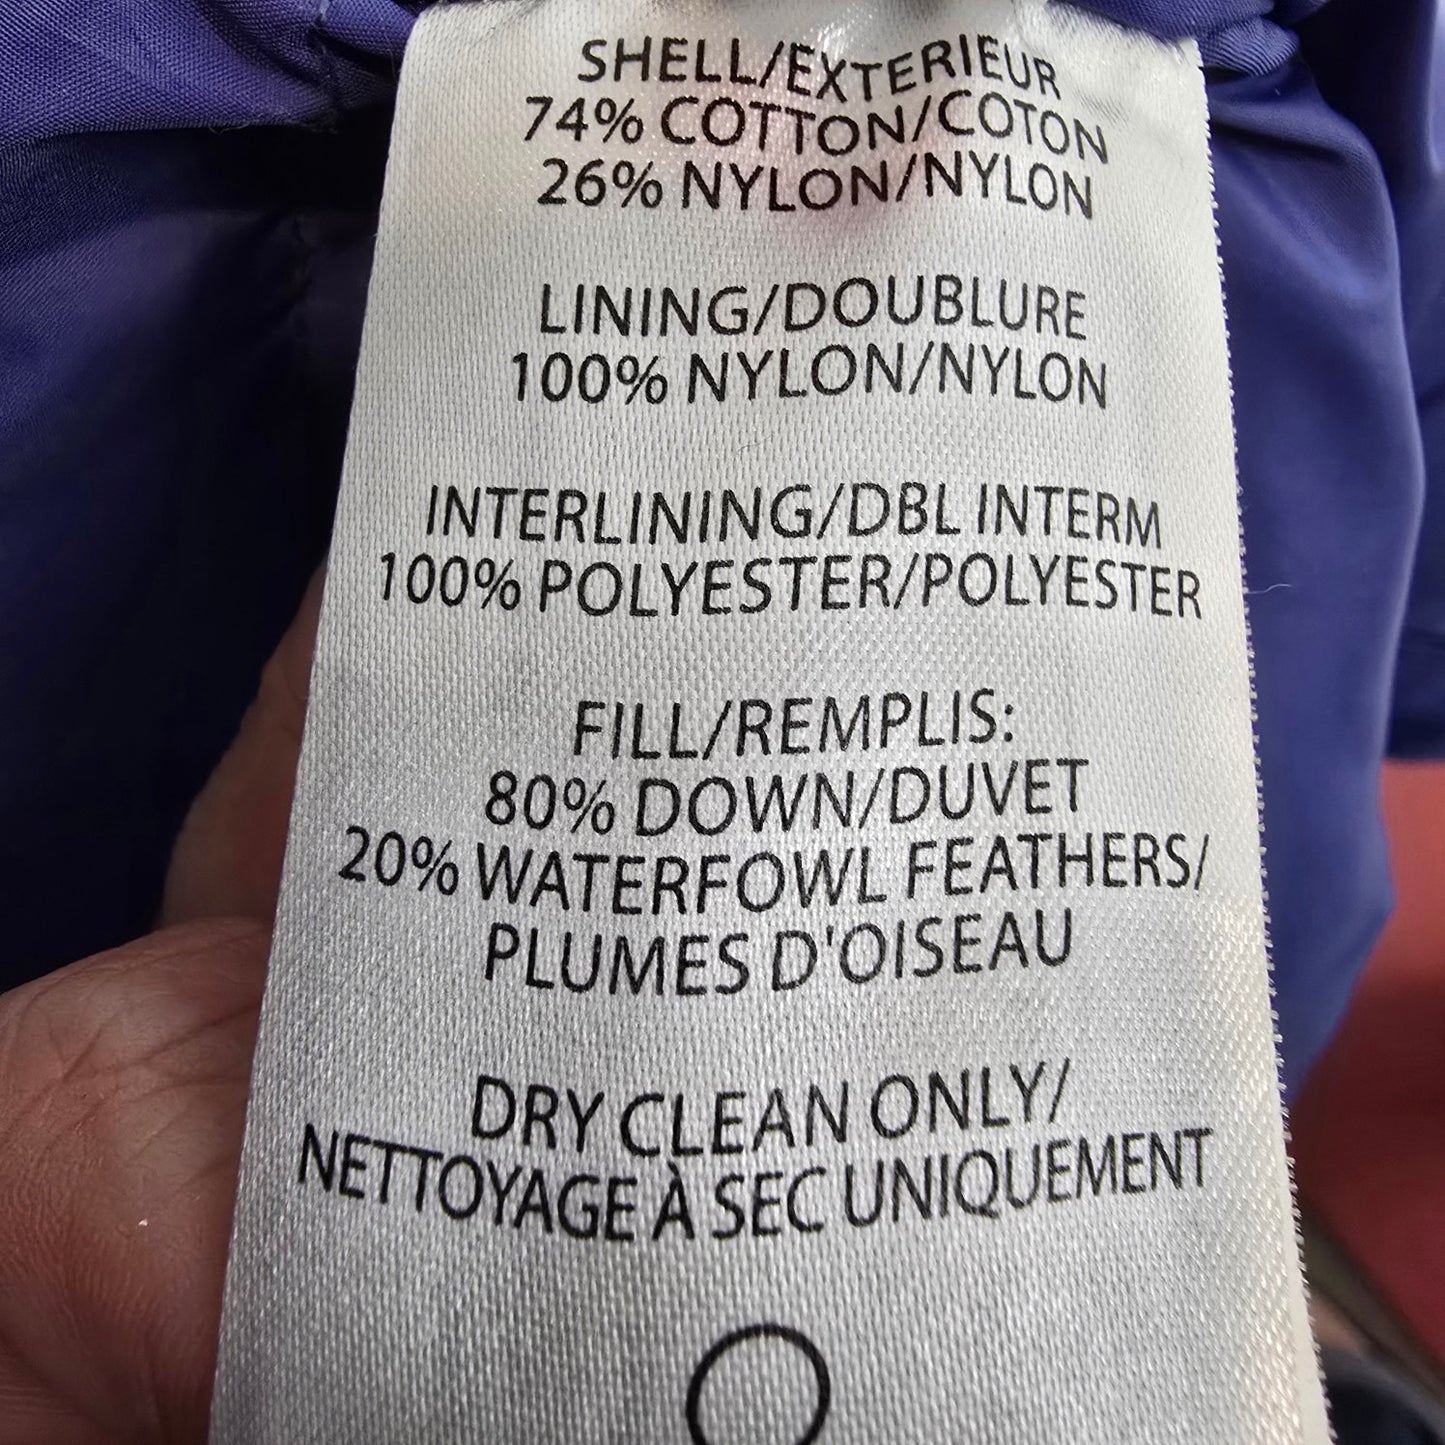 SHELL/EXTERIEUR
74% COTTON/COTON
26% NYLON/NYLON
LINING/DOUBLURE
100% NYLON/NYLON
INTERLINING/DBL INTERM
100% POLYESTER/POLYESTER
FILL/REMPLIS:
80% DOWN/DUVET
20% WATERFOWL FEATHERS/
PLUMES D'OISEAU
DRY CLEAN ONLY/
NETTOYAGE À SEC UNIQUEMENT